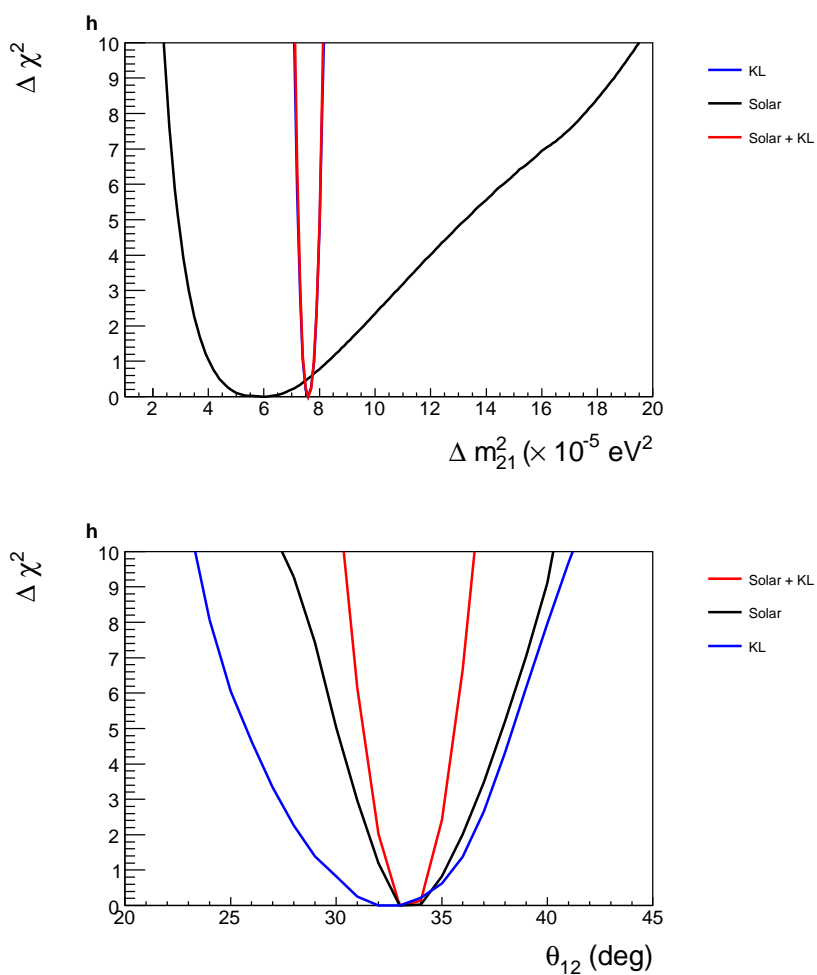 h
Δ χ²
10
9
8
7
6
5
4
3
2
1
0
2 4 6 8 10 12 14 16 18 20
Δ m²₂₁ (× 10⁻⁵ eV²
KL
Solar
Solar + KL
h
Δ χ²
10
9
8
7
6
5
4
3
2
1
0
20 25 30 35 40 45
θ₁₂ (deg)
Solar + KL
Solar
KL